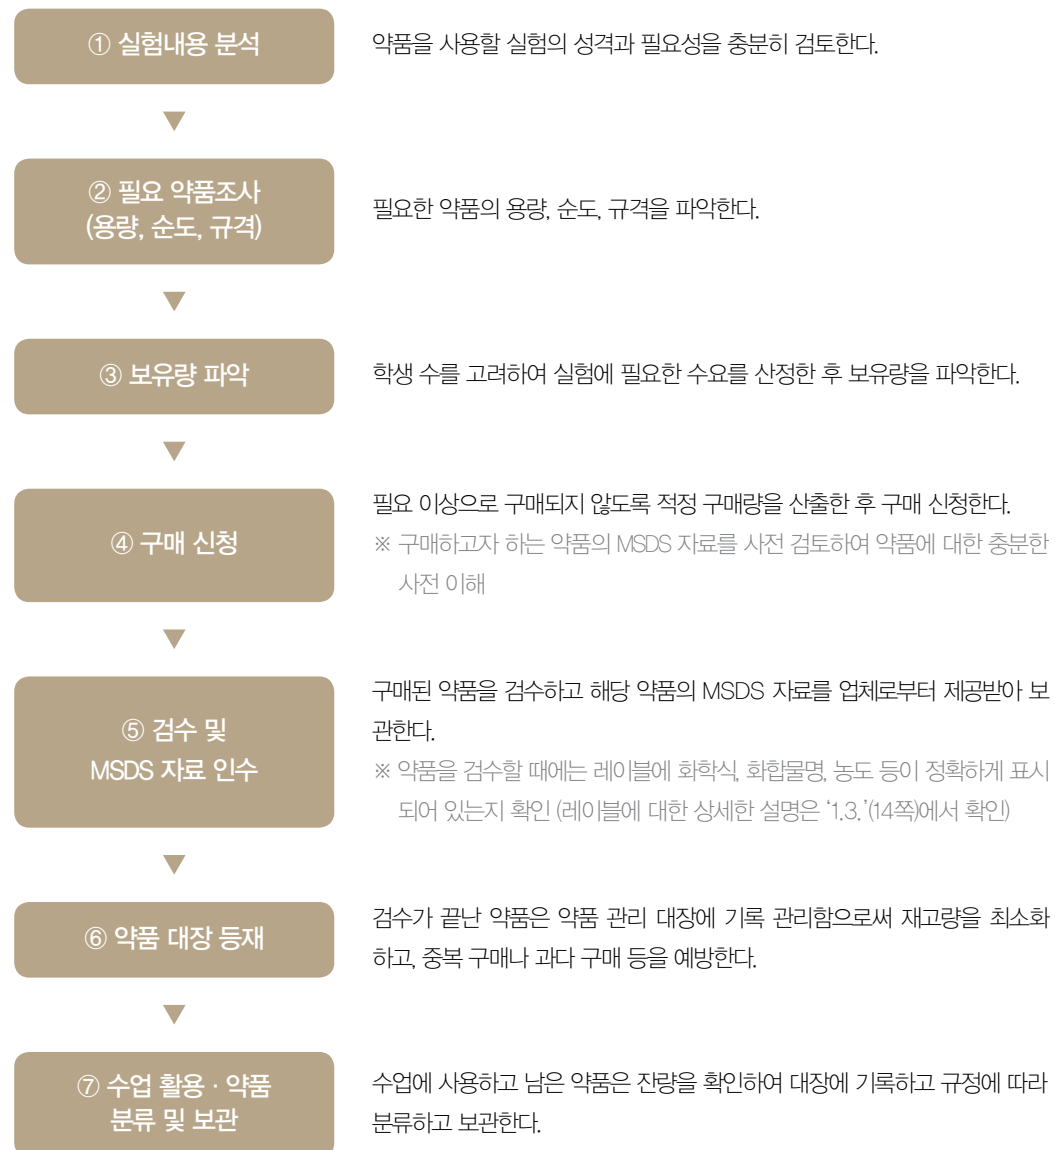 ① 실험내용 분석
약품을 사용할 실험의 성격과 필요성을 충분히 검토한다.
② 필요 약품조사
(용량, 순도, 규격)
필요한 약품의 용량, 순도, 규격을 파악한다.
③ 보유량 파악
학생 수를 고려하여 실험에 필요한 수요를 산정한 후 보유량을 파악한다.
④ 구매 신청
필요 이상으로 구매되지 않도록 적정 구매량을 산출한 후 구매 신청한다.
※ 구매하고자 하는 약품의 MSDS 자료를 사전 검토하여 약품에 대한 충분한
사전 이해
⑤ 검수 및
MSDS 자료 인수
구매된 약품을 검수하고 해당 약품의 MSDS 자료를 업체로부터 제공받아 보
관한다.
※ 약품을 검수할 때에는 레이블에 화학식, 화합물명, 농도 등이 정확하게 표시
되어 있는지 확인 (레이블에 대한 상세한 설명은 ‘1.3.’(14쪽)에서 확인)
⑥ 약품 대장 등재
검수가 끝난 약품은 약품 관리 대장에 기록 관리함으로써 재고량을 최소화
하고, 중복 구매나 과다 구매 등을 예방한다.
⑦ 수업 활용 · 약품
분류 및 보관
수업에 사용하고 남은 약품은 잔량을 확인하여 대장에 기록하고 규정에 따라
분류하고 보관한다.